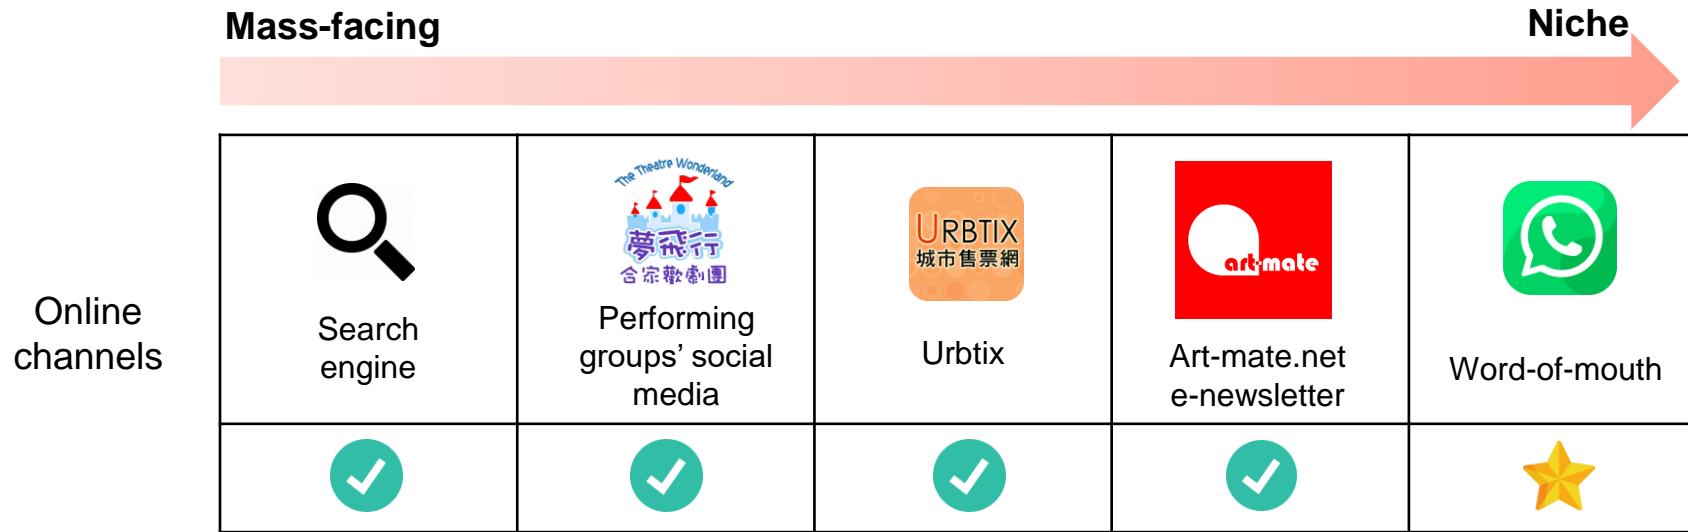 Mass-facing
Niche
Online
channels
The Theatre Wonderland
夢飛行
合家歡劇團
Search
engine
Performing
groups’ social
media
URBTIX
城市售票網
Urbtix
art-mate
Art-mate.net
e-newsletter
Word-of-mouth